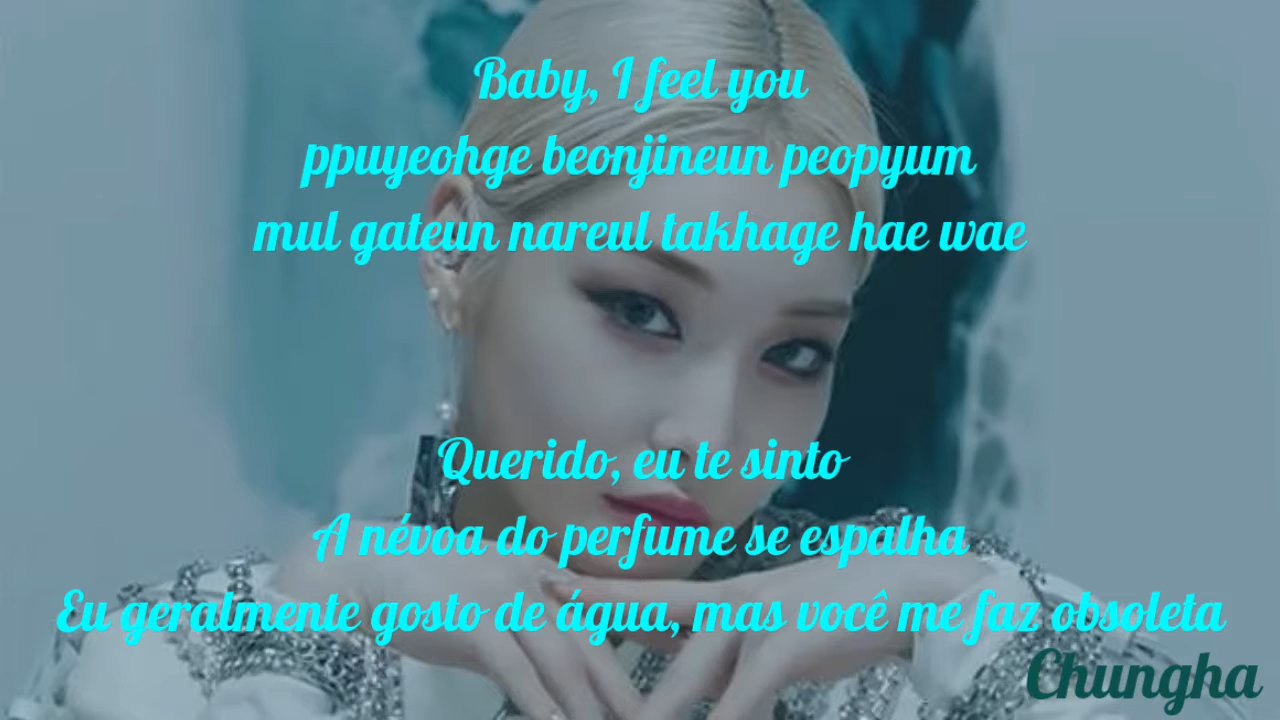 Baby, I feel you
ppuyeohge beonjineun peopyum
mul gateun nareul takhage hae wae
Querido, eu te sinto
A névoa do perfume se espalha
Eu geralmente gosto de água, mas você me faz obsoleta
Chungha